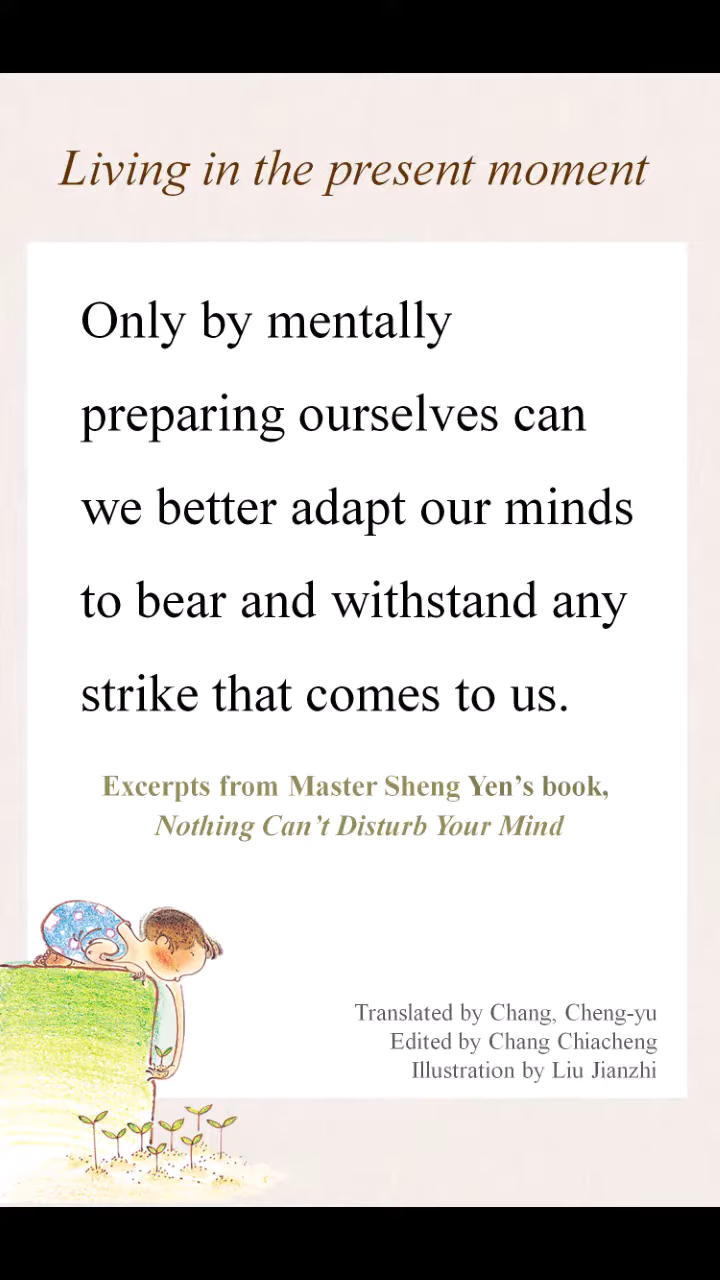 Living in the present moment
Only by mentally
preparing ourselves can
we better adapt our minds
to bear and withstand any
strike that comes to us.
Excerpts from Master Sheng Yen’s book,
Nothing Can’t Disturb Your Mind
Translated by Chang, Cheng-yu
Edited by Chang Chiacheng
Illustration by Liu Jianzhi